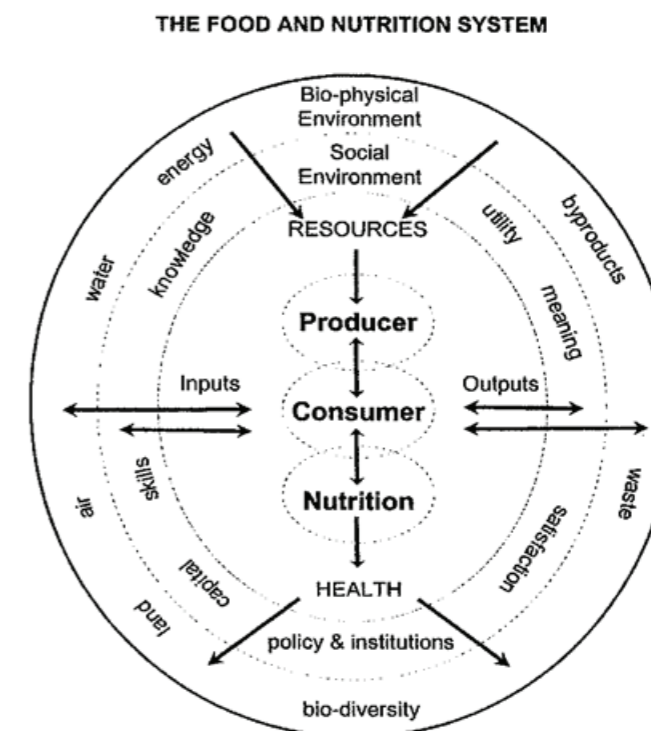 THE FOOD AND NUTRITION SYSTEM
Bio-physical
Environment
Social
Environment
energy
knowledge
water
RESOURCES
utility
byproducts
meaning
Producer
Inputs
Consumer
Outputs
skills
air
Nutrition
waste
satisfaction
capital
land
HEALTH
policy & institutions
bio-diversity